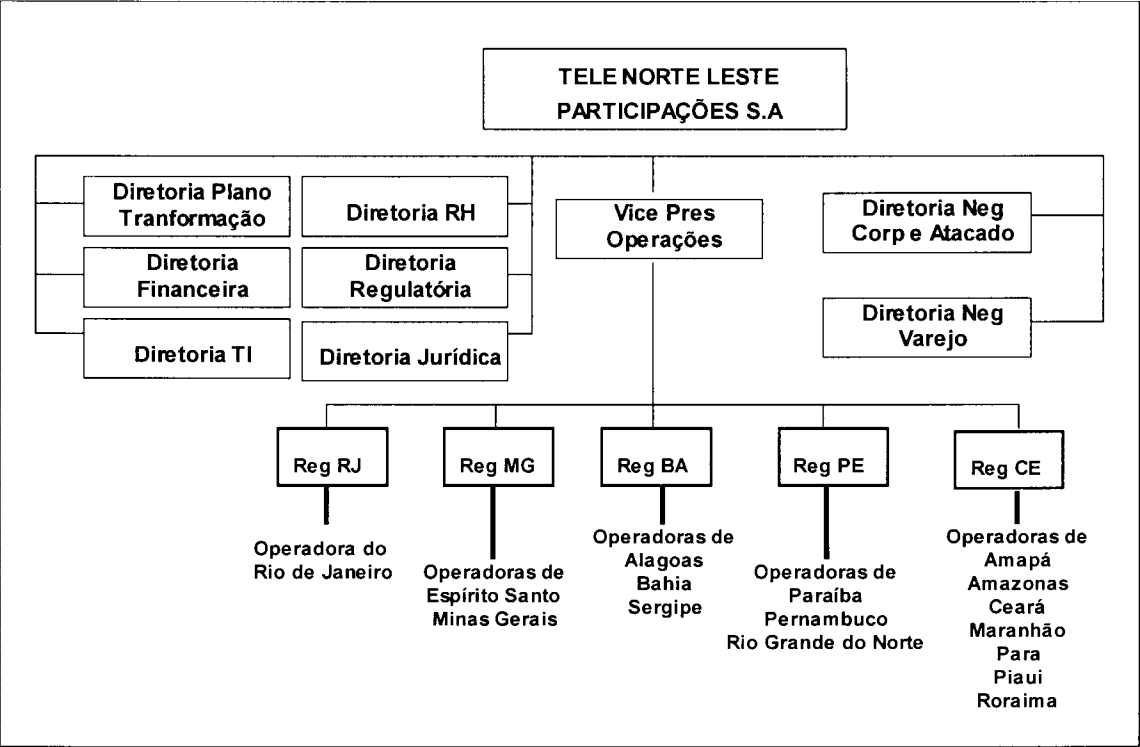 TELE NORTE LESTE
PARTICIPAÇÕES S.A
Diretoria Plano
Tranformação
Diretoria RH
Vice Pres
Operações
Diretoria Neg
Corp e Atacado
Diretoria
Financeira
Diretoria
Regulatória
Diretoria Neg
Varejo
Diretoria TI
Diretoria Jurídica
Reg RJ
Reg MG
Reg BA
Reg PE
Reg CE
Operadora do
Rio de Janeiro
Operadoras de
Espírito Santo
Minas Gerais
Operadoras de
Alagoas
Bahia
Sergipe
Operadoras de
Paraíba
Pernambuco
Rio Grande do Norte
Operadoras de
Amapá
Amazonas
Ceará
Maranhão
Para
Piaui
Roraima